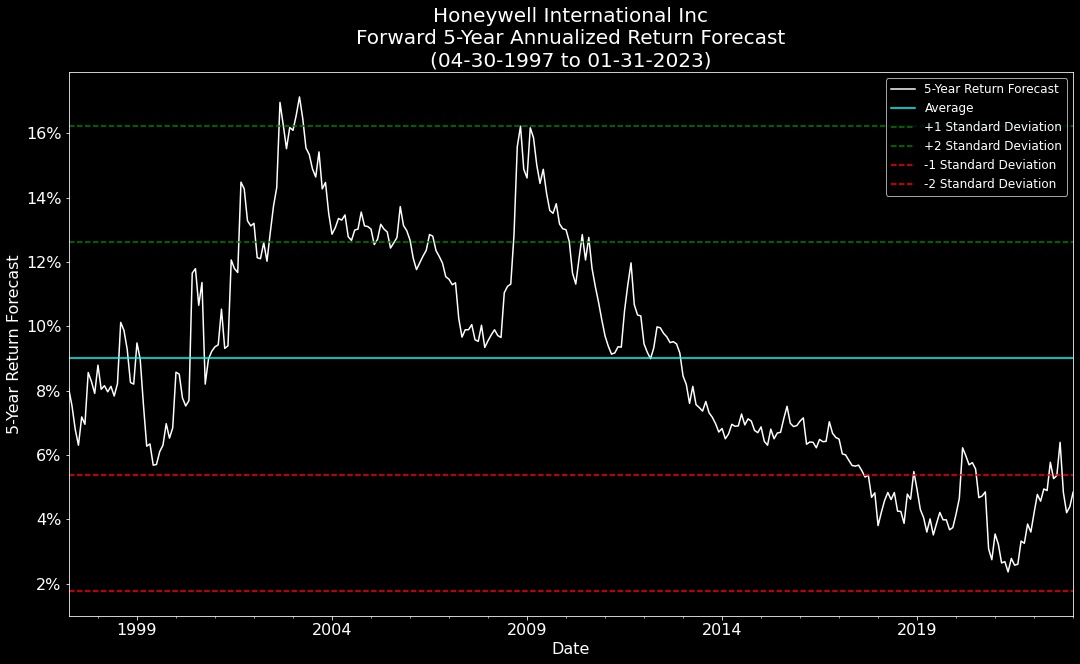 Honeywell International Inc
Forward 5-Year Annualized Return Forecast
(04-30-1997 to 01-31-2023)
5-Year Return Forecast
Average
+1 Standard Deviation
+2 Standard Deviation
-1 Standard Deviation
-2 Standard Deviation
16%
14%
12%
10%
8%
6%
4%
2%
5-Year Return Forecast
1999
2004
2009
2014
2019
Date